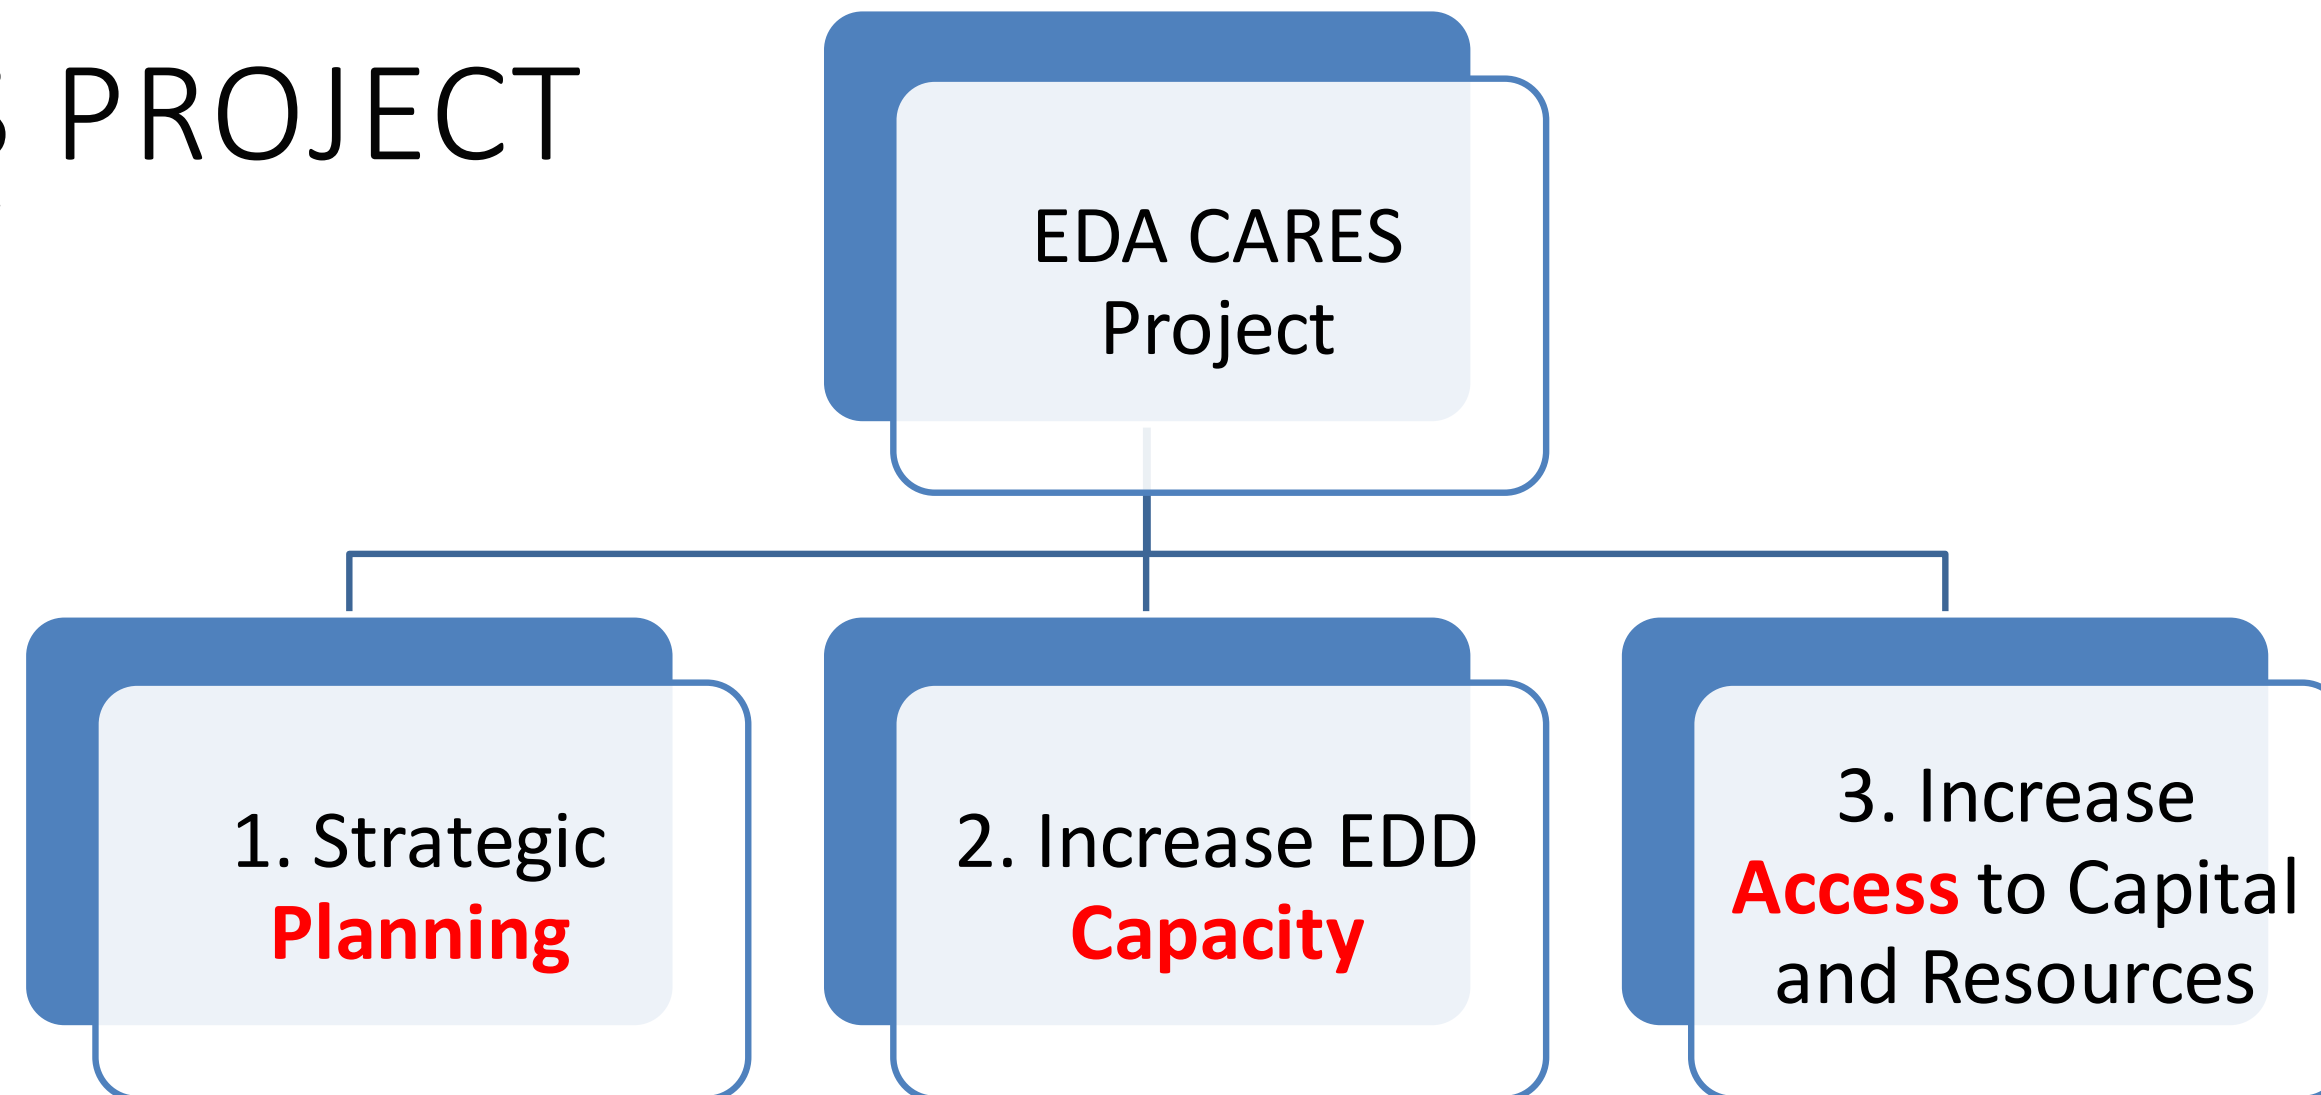 PROJECT
EDA CARES
Project
1. Strategic
Planning
2. Increase EDD
Capacity
3. Increase
Access to Capital
and Resources